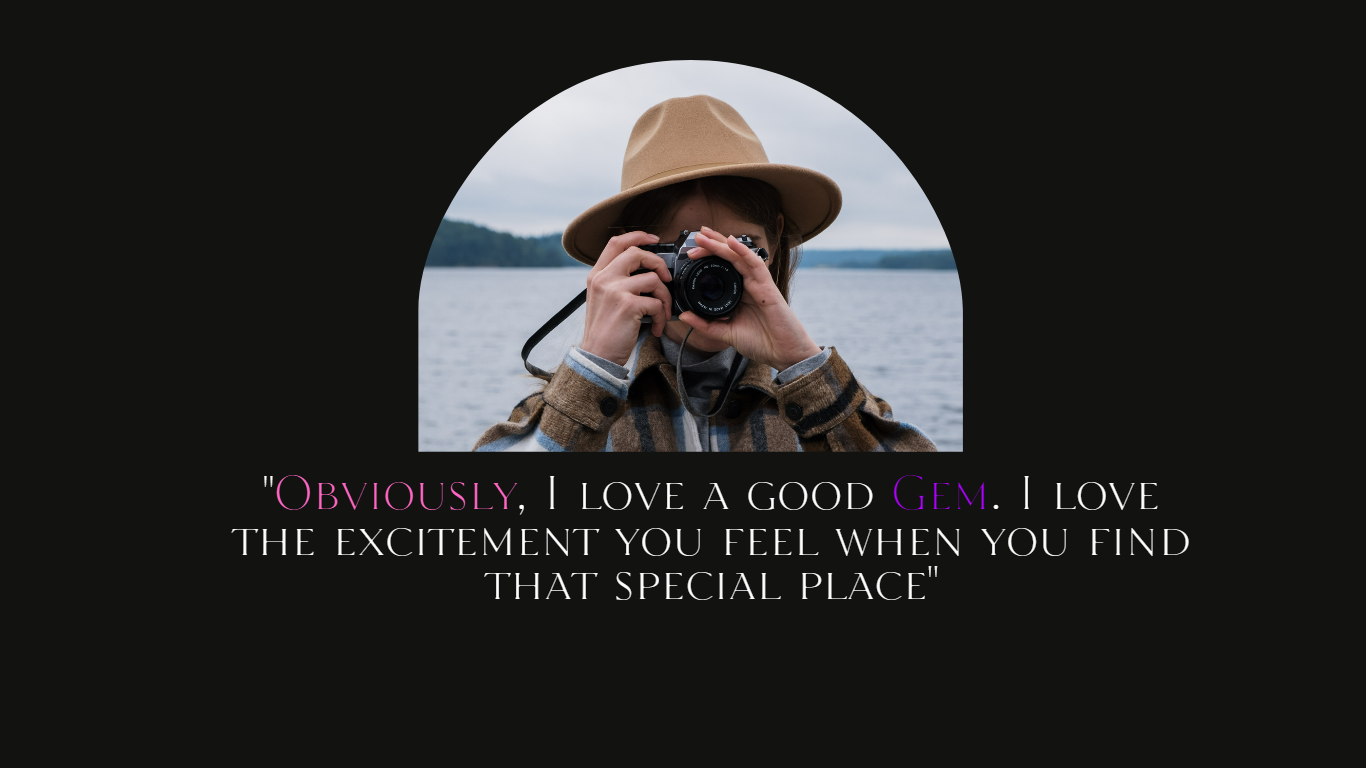 "Obviously, I love a good Gem. I love
the excitement you feel when you find
that special place"